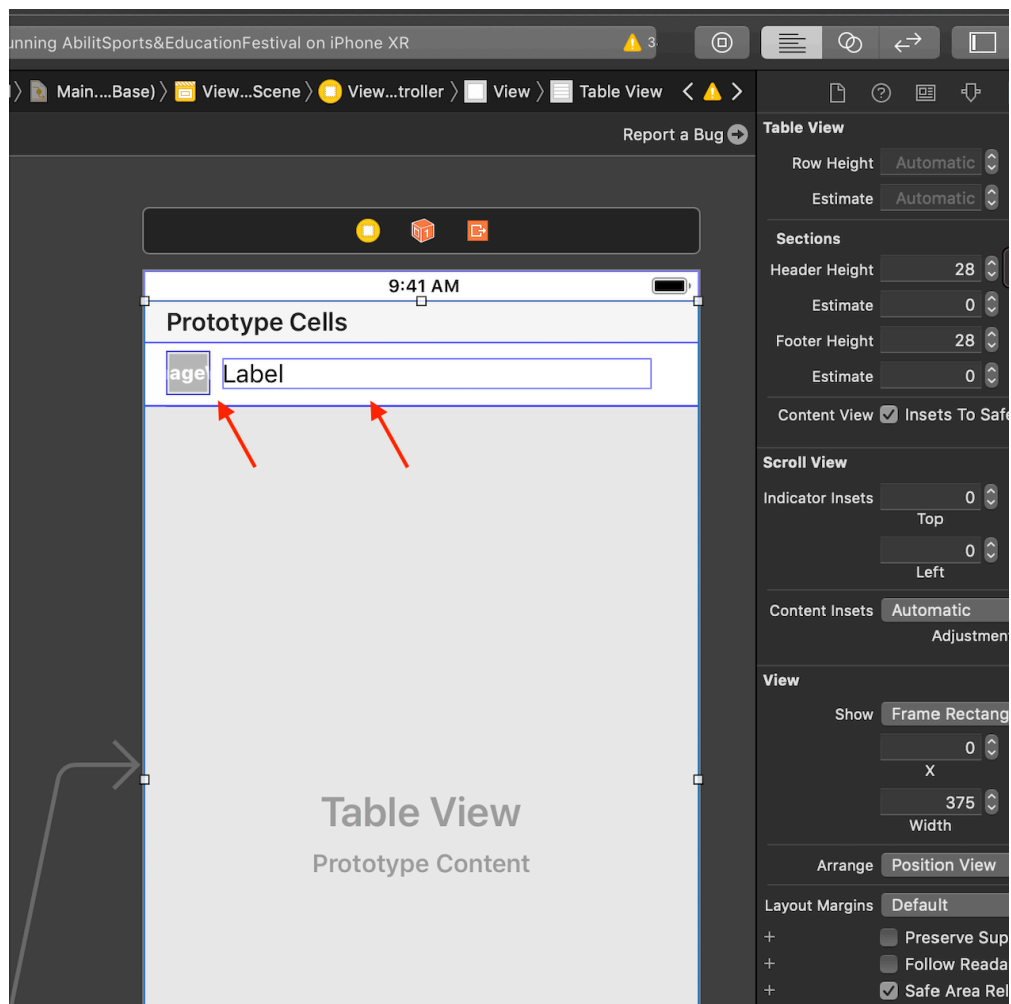 unning AbilitSports&EducationFestival on iPhone XR 3
Main....Base) View...Scene View...troller View Table View
Report a Bug
9:41 AM
Prototype Cells
age Label
Table View
Prototype Content
Table View
Row Height Automatic
Estimate Automatic
Sections
Header Height 28
Estimate 0
Footer Height 28
Estimate 0
Content View Insets To Safe
Scroll View
Indicator Insets 0
Top
0
Left
Content Insets Automatic
Adjustmen
View
Show Frame Rectang
0
X
375
Width
Arrange Position View
Layout Margins Default
+ Preserve Sup
+ Follow Reada
+ Safe Area Rel